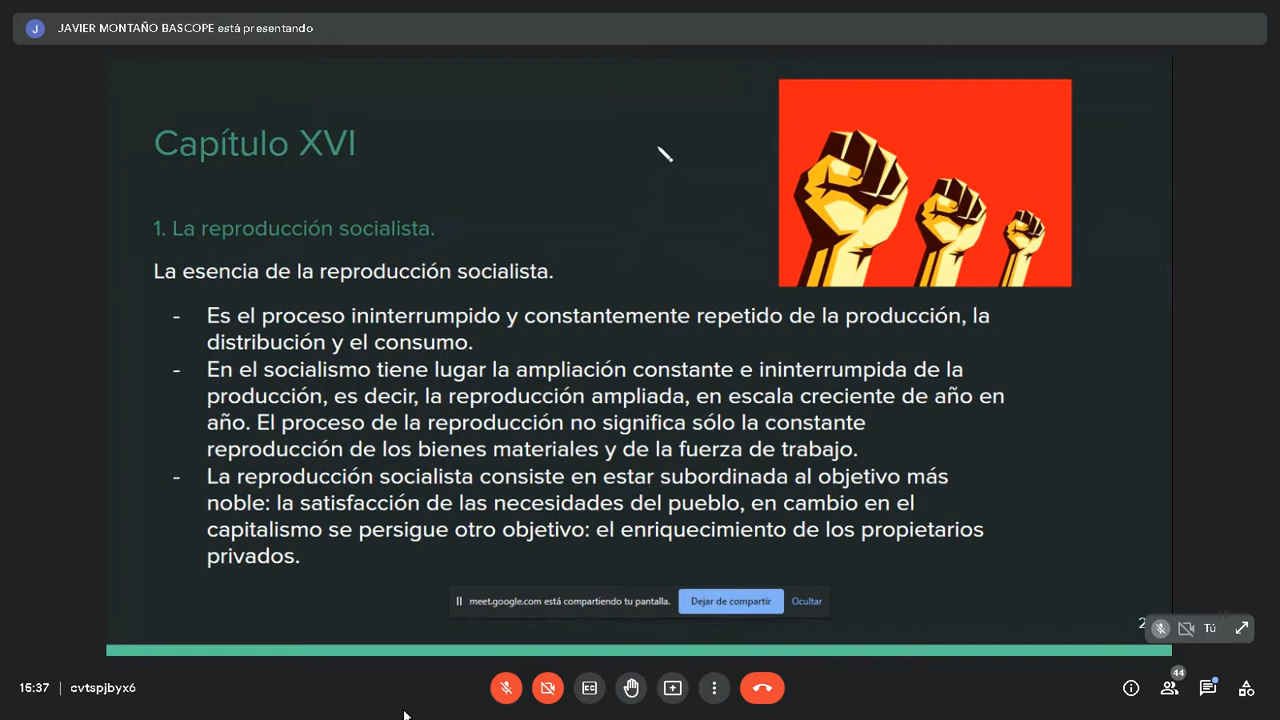 J JAVIER MONTAÑO BASCOPE está presentando
Capítulo XVI
1. La reproducción socialista.
La esencia de la reproducción socialista.
- Es el proceso ininterrumpido y constantemente repetido de la producción, la
distribución y el consumo.
- En el socialismo tiene lugar la ampliación constante e ininterrumpida de la
producción, es decir, la reproducción ampliada, en escala creciente de año en
año. El proceso de la reproducción no significa sólo la constante
reproducción de los bienes materiales y de la fuerza de trabajo.
- La reproducción socialista consiste en estar subordinada al objetivo más
noble: la satisfacción de las necesidades del pueblo, en cambio en el
capitalismo se persigue otro objetivo: el enriquecimiento de los propietarios
privados.
meet.google.com está compartiendo tu pantalla. Dejar de compartir Ocultar
2
Tú
44
15:37 | cvtspjbyx6